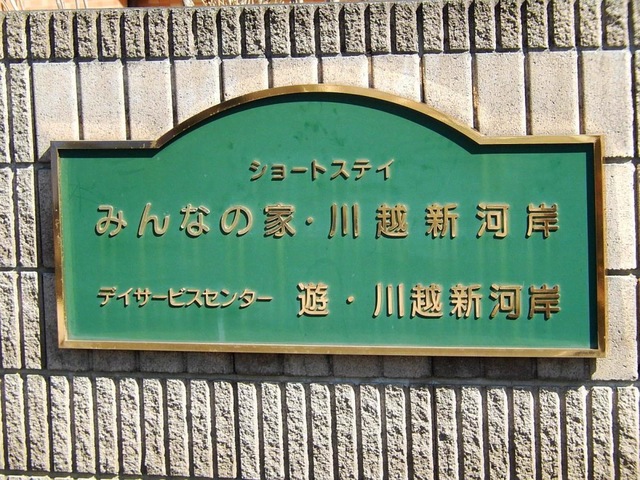 ショートステイ
みんなの家・川越新河岸
デイサービスセンター 遊・川越新河岸